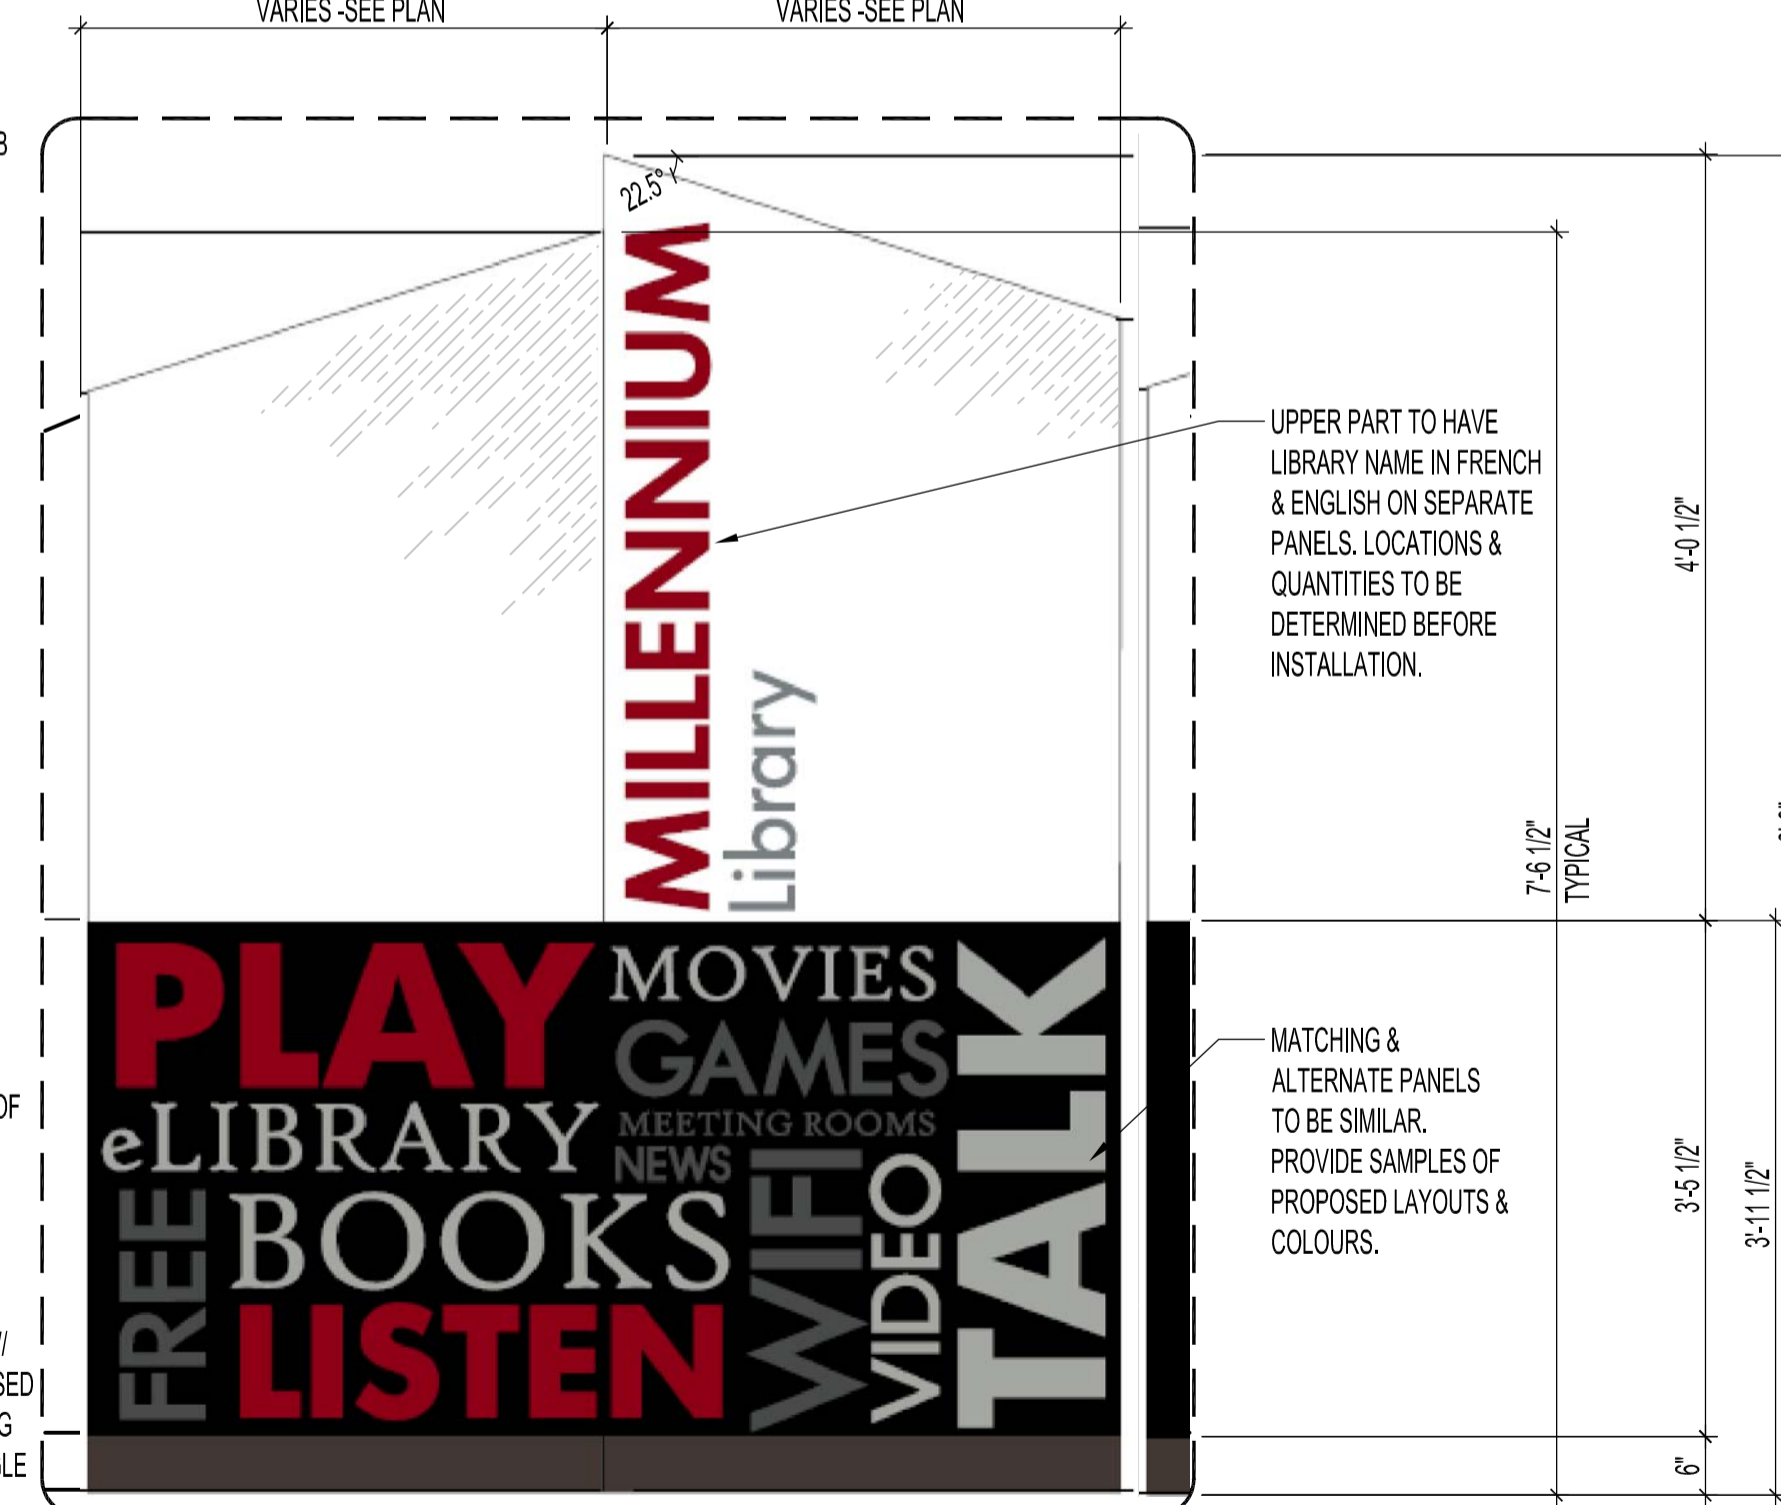 VARIES -SEE PLAN
VARIES -SEE PLAN
B
22.5°
MILLENNIUM
Library
UPPER PART TO HAVE
LIBRARY NAME IN FRENCH
& ENGLISH ON SEPARATE
PANELS. LOCATIONS &
QUANTITIES TO BE
DETERMINED BEFORE
INSTALLATION.
4'-0 1/2"
7'-6 1/2"
TYPICAL
PLAY
MOVIES
GAMES
MEETING ROOMS
NEWS
eLIBRARY
BOOKS
FREE
LISTEN
WIFI
VIDEO
TALK
MATCHING &
ALTERNATE PANELS
TO BE SIMILAR.
PROVIDE SAMPLES OF
PROPOSED LAYOUTS &
COLOURS.
3'-5 1/2"
3'-11 1/2"
6"
OF
SED
G
GLE